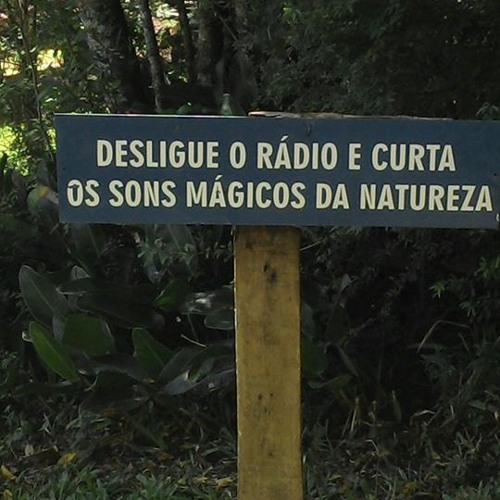 DESLIGUE O RÁDIO E CURTA
OS SONS MÁGICOS DA NATUREZA